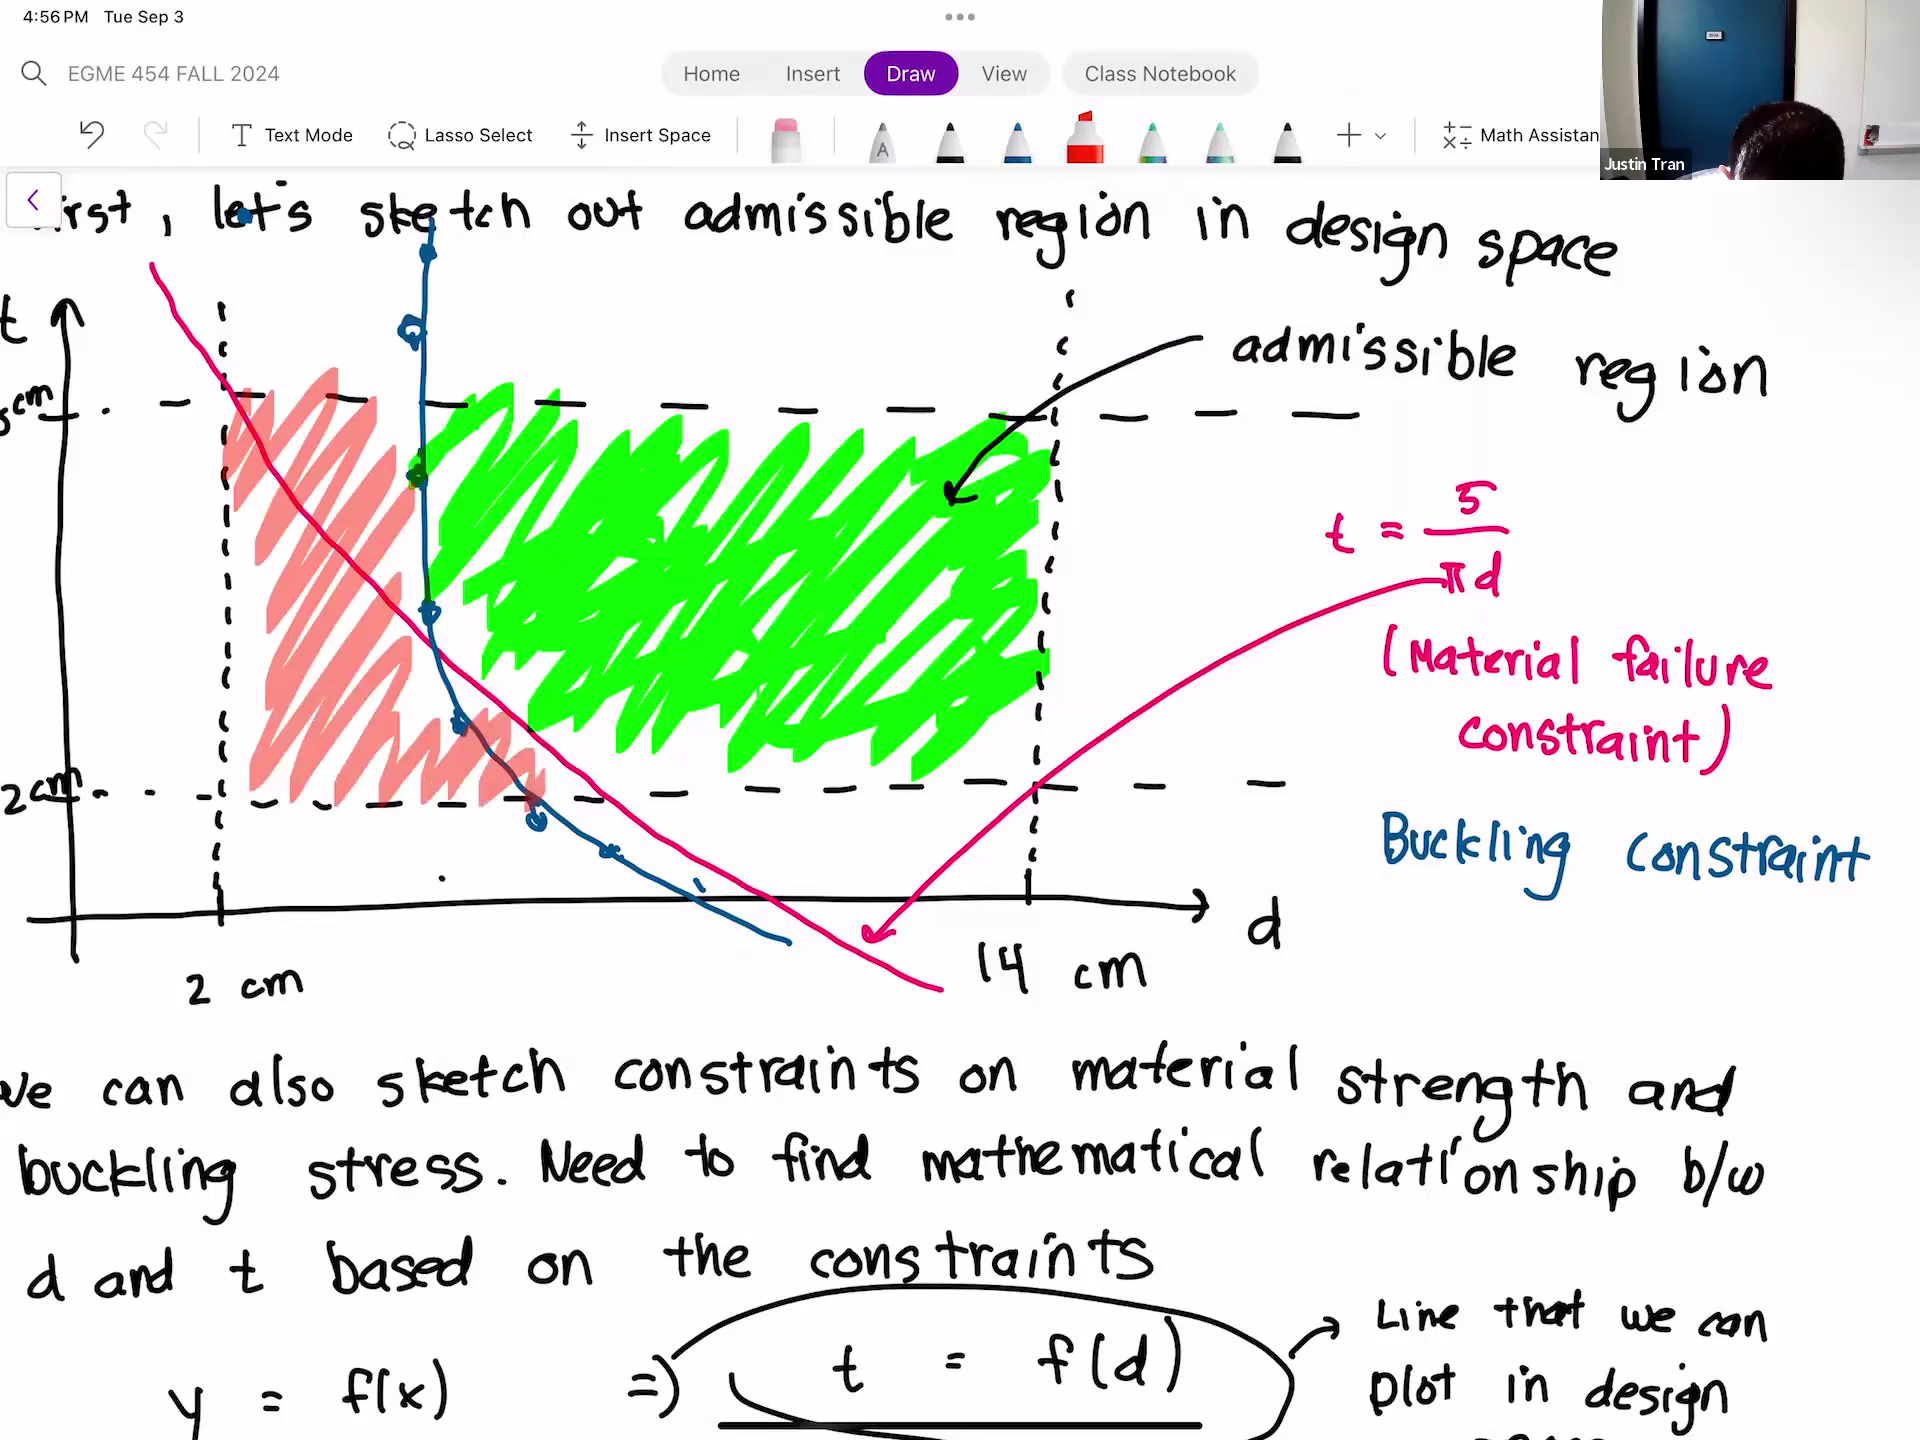 4:56 PM Tue Sep 3
EGME 454 FALL 2024
Home Insert Draw View Class Notebook
Text Mode Lasso Select Insert Space A Math Assistan
Justin Tran
irst, let's sketch out admissible region in design space
t
admissible region
cm
t = 5 / πd
(Material failure
constraint)
2cm
Buckling constraint
d
2 cm
14 cm
we can also sketch constraints on material strength and
buckling stress. Need to find mathematical relationship b/w
d and t based on the constraints
Line that we can
y = f(x) => t = f(d)
plot in design